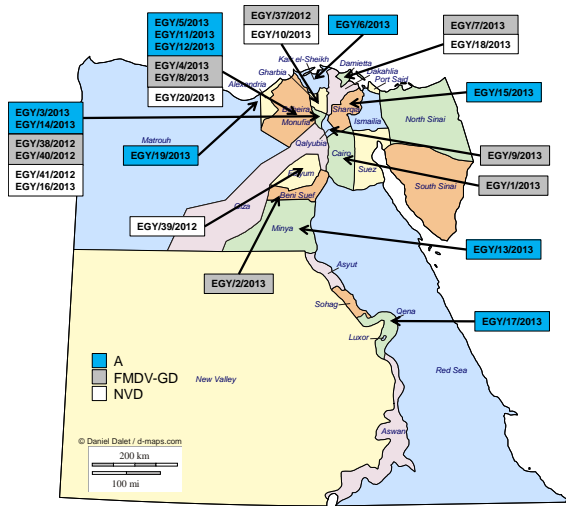 EGY/5/2013
EGY/11/2013
EGY/12/2013
EGY/4/2013
EGY/8/2013
EGY/20/2013
EGY/37/2012
EGY/10/2013
EGY/6/2013
EGY/7/2013
EGY/18/2013
EGY/3/2013
EGY/14/2013
EGY/38/2012
EGY/40/2012
EGY/41/2012
EGY/16/2013
EGY/15/2013
EGY/19/2013
EGY/9/2013
EGY/1/2013
EGY/39/2012
EGY/13/2013
EGY/2/2013
EGY/17/2013
Kafr el-Sheikh
Damietta
Gharbia
Dakahlia
Port Said
Alexandria
Beheira
Sharqia
North Sinai
Monufia
Ismailia
Matrouh
Qalyubia
Cairo
Suez
Faiyum
South Sinai
Giza
Beni Suef
Minya
Asyut
Sohag
Qena
Luxor
New Valley
Red Sea
Aswan
A
FMDV-GD
NVD
© Daniel Dalet / d-maps.com
200 km
100 mi